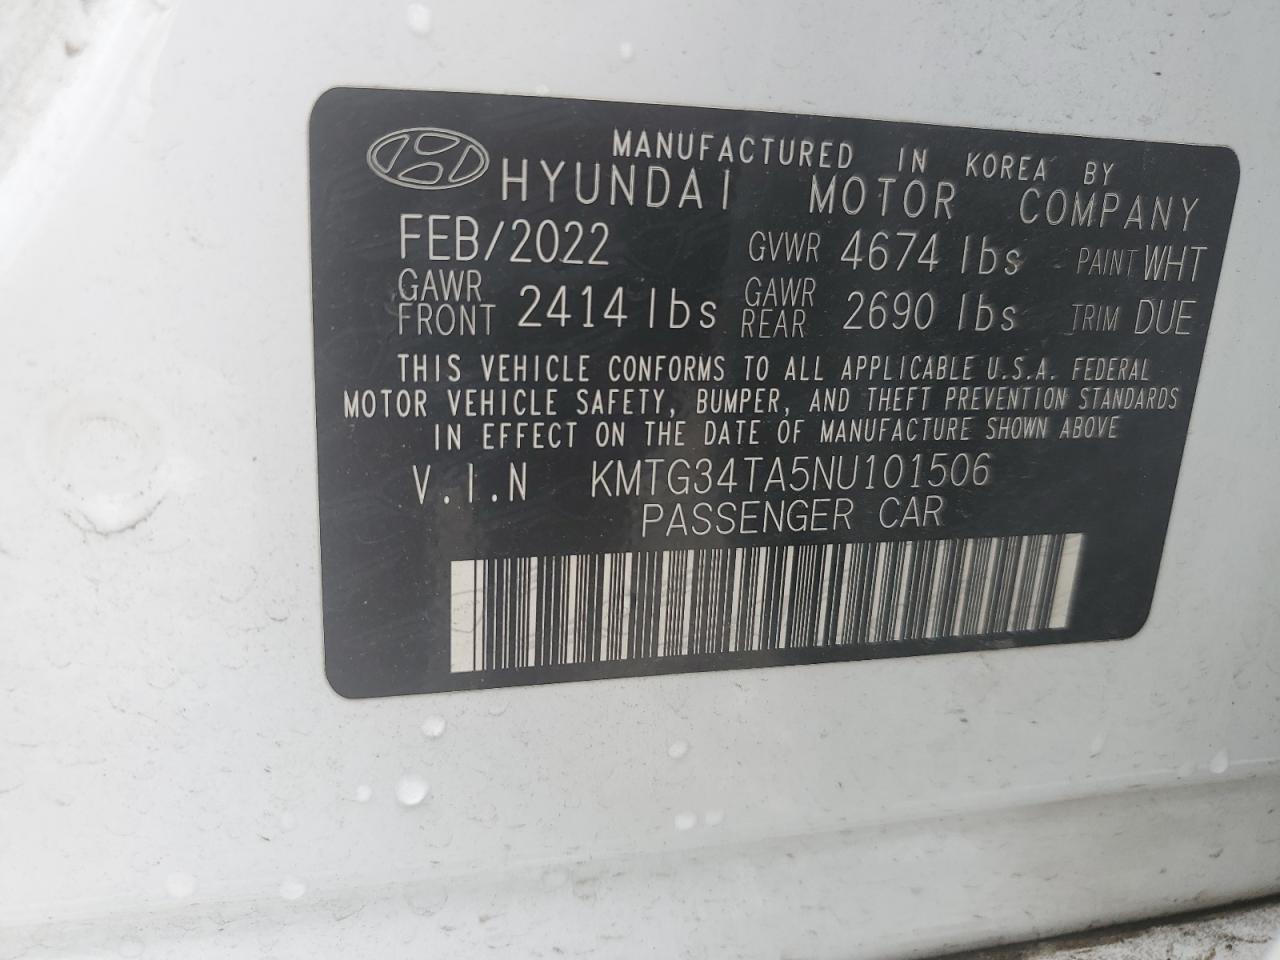 MANUFACTURED IN KOREA BY
HYUNDAI MOTOR COMPANY
FEB/2022 GVWR 4674 lbs PAINT WHT
GAWR FRONT 2414 lbs GAWR REAR 2690 lbs TRIM DUE
THIS VEHICLE CONFORMS TO ALL APPLICABLE U.S.A. FEDERAL
MOTOR VEHICLE SAFETY, BUMPER, AND THEFT PREVENTION STANDARDS
IN EFFECT ON THE DATE OF MANUFACTURE SHOWN ABOVE
V.I.N KMTG34TA5NU101506
PASSENGER CAR